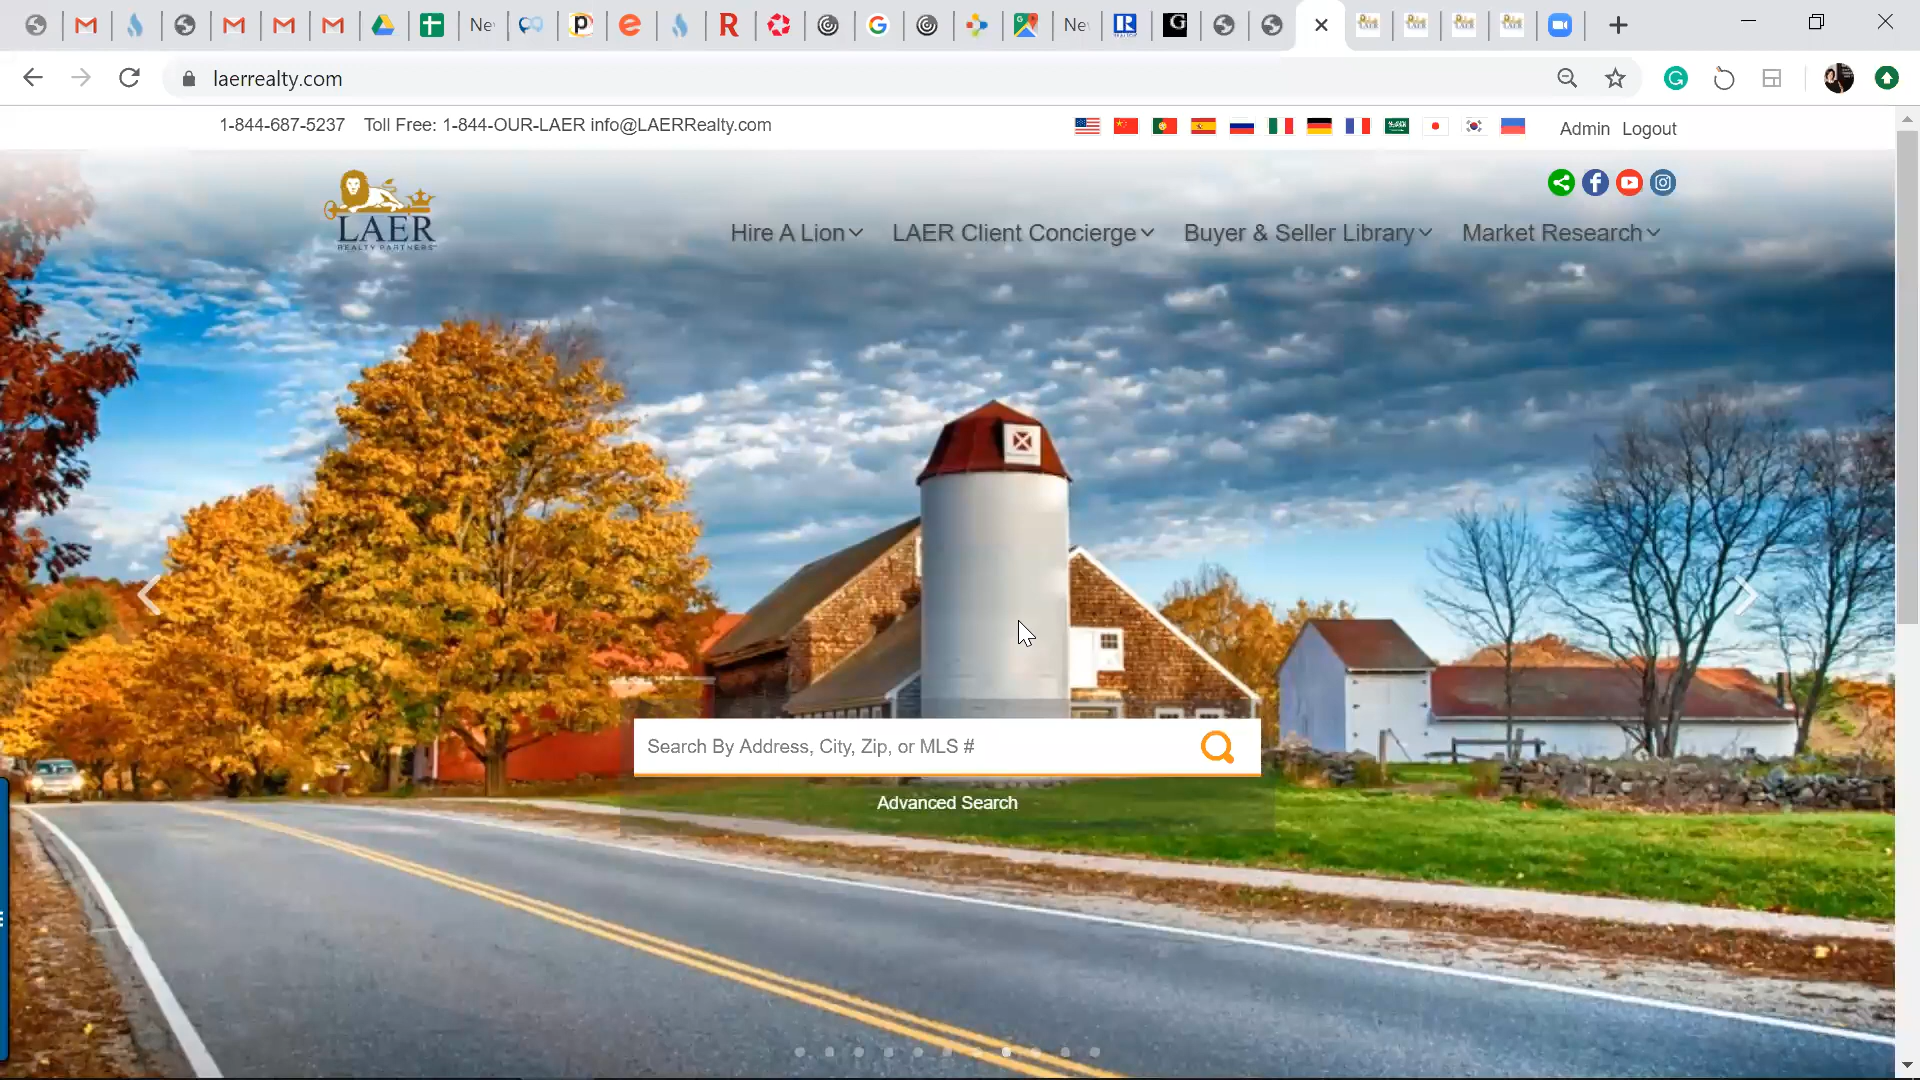 Ne
Ne
laerrealty.com
1-844-687-5237 Toll Free: 1-844-OUR-LAER info@LAERRealty.com
Admin Logout
LAER
REALTY PARTNERS
Hire A Lion LAER Client Concierge Buyer & Seller Library Market Research
Search By Address, City, Zip, or MLS #
Advanced Search